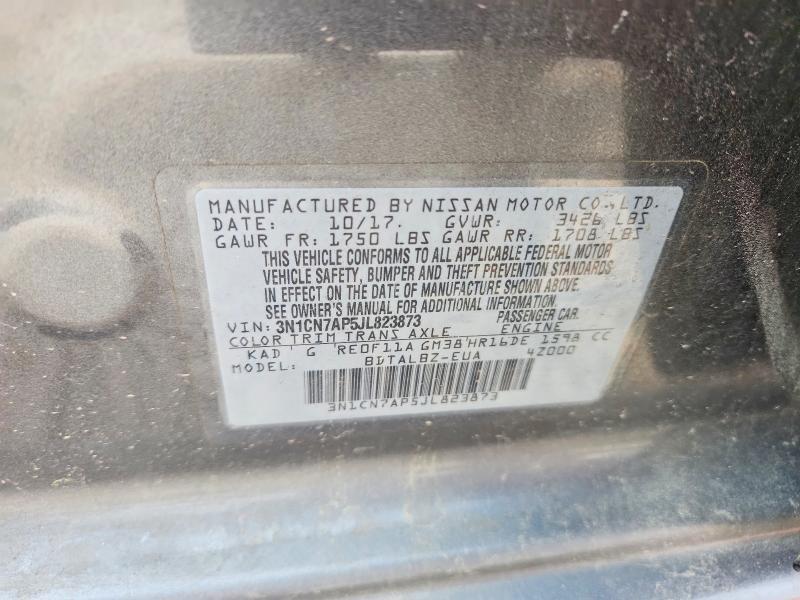 MANUFACTURED BY NISSAN MOTOR CO.,LTD.
DATE: 10/17. GVWR: 3426 LBS
GAWR FR: 1750 LBS GAWR RR: 1708 LBS
THIS VEHICLE CONFORMS TO ALL APPLICABLE FEDERAL MOTOR
VEHICLE SAFETY, BUMPER AND THEFT PREVENTION STANDARDS
IN EFFECT ON THE DATE OF MANUFACTURE SHOWN ABOVE.
SEE OWNER'S MANUAL FOR ADDITIONAL INFORMATION.
VIN: 3N1CN7AP5JL823873 PASSENGER CAR.
COLOR TRIM TRANS AXLE ENGINE
KAD G RE0F11A GM38 HR16DE 1598 CC
MODEL: BDTALBZ-EUA 4Z000
3N1CN7AP5JL823873